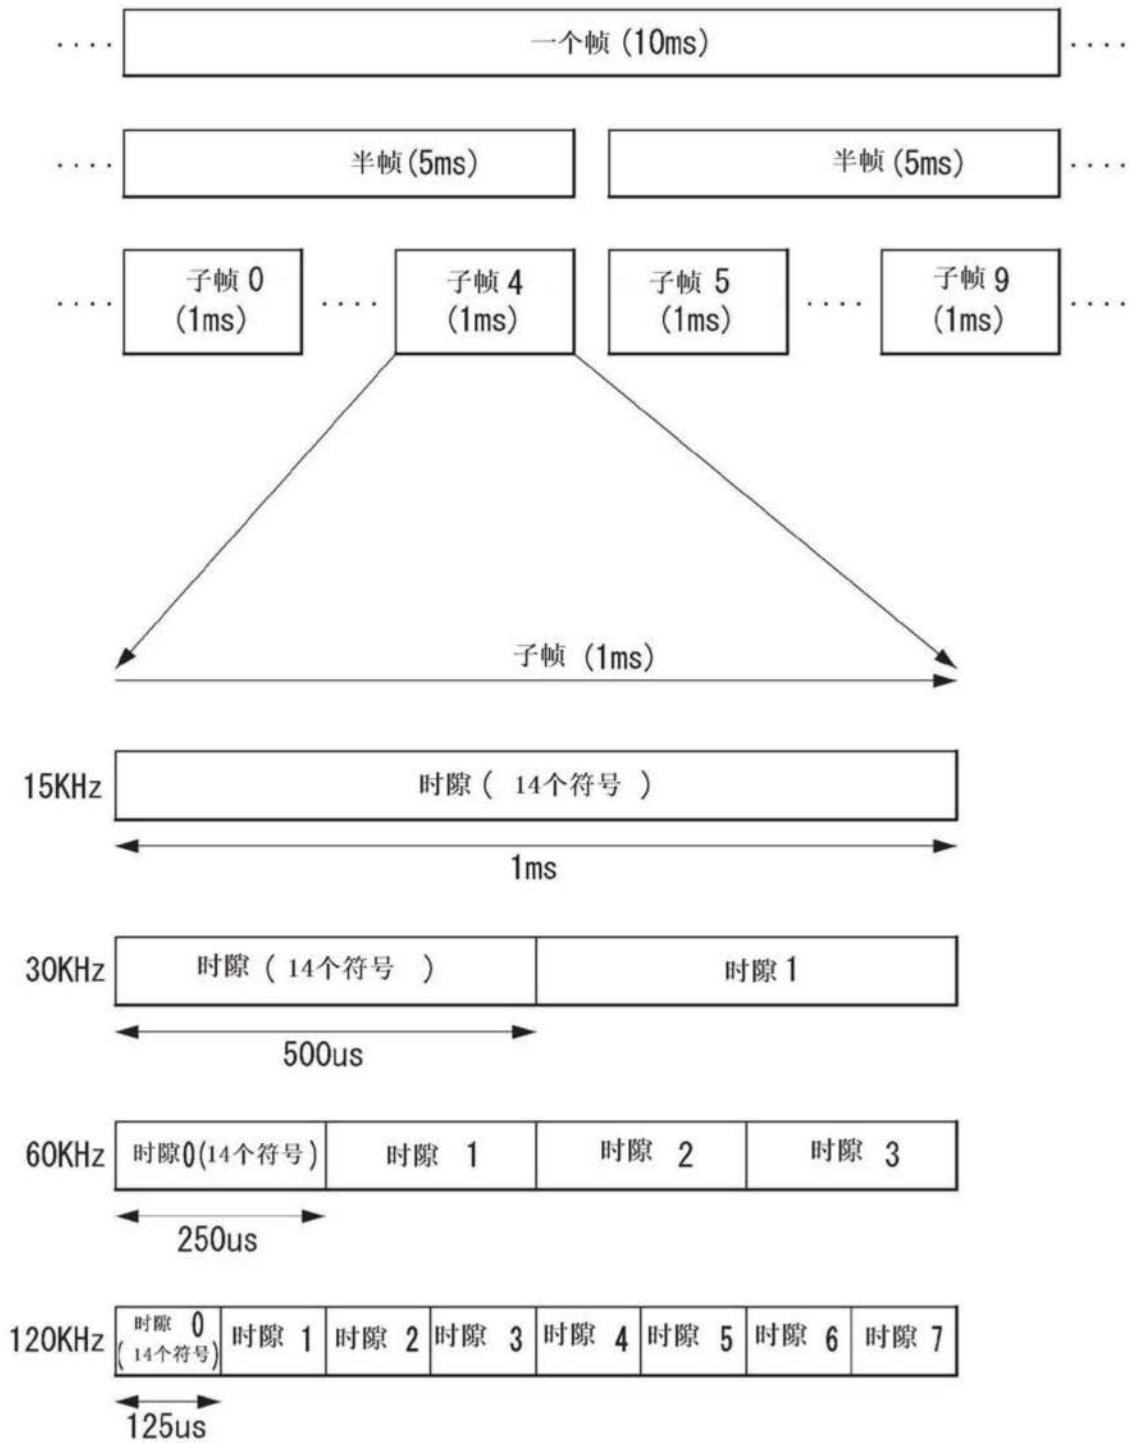 ····
一个帧 (10ms)
····
····
半帧 (5ms)
半帧 (5ms)
····
····
子帧 0
(1ms)
····
子帧 4
(1ms)
子帧 5
(1ms)
····
子帧 9
(1ms)
····
子帧 (1ms)
15KHz
时隙 ( 14个符号 )
1ms
30KHz
时隙 ( 14个符号 )
时隙 1
500us
60KHz
时隙0(14个符号)
时隙 1
时隙 2
时隙 3
250us
120KHz
时隙 0
( 14个符号)
时隙 1
时隙 2
时隙 3
时隙 4
时隙 5
时隙 6
时隙 7
125us